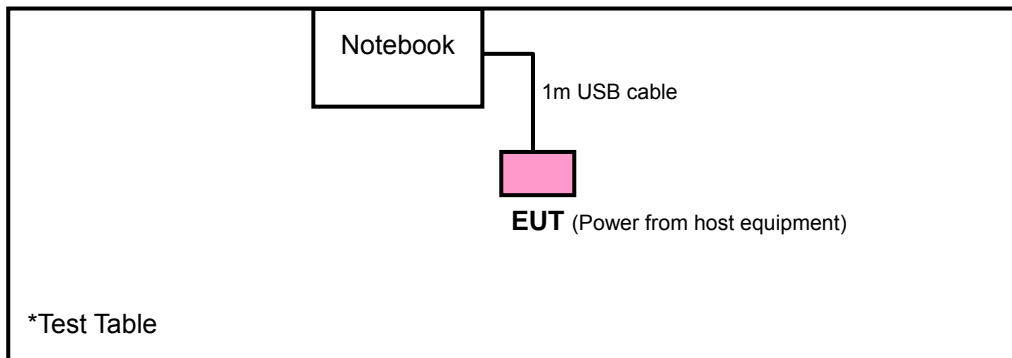 Notebook
1m USB cable
EUT (Power from host equipment)
*Test Table